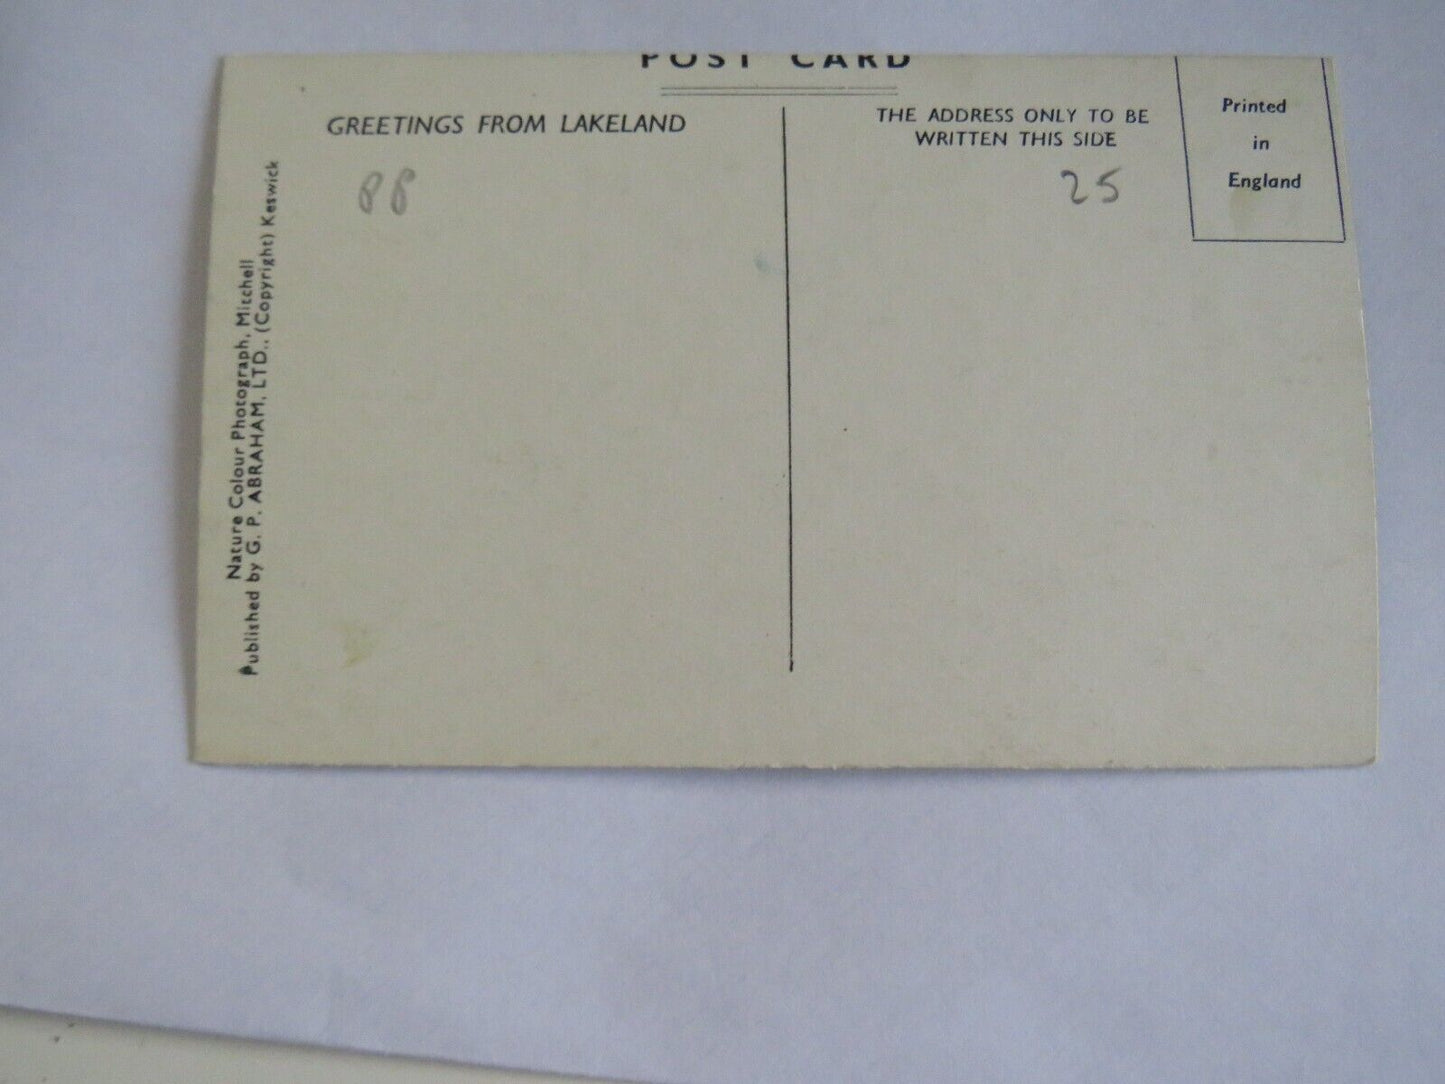 POST CARD
GREETINGS FROM LAKELAND
THE ADDRESS ONLY TO BE
WRITTEN THIS SIDE
Printed
in
England
25
Nature Colour Photograph, Mitchell
Published by G. P. ABRAHAM, LTD., (Copyright) Keswick